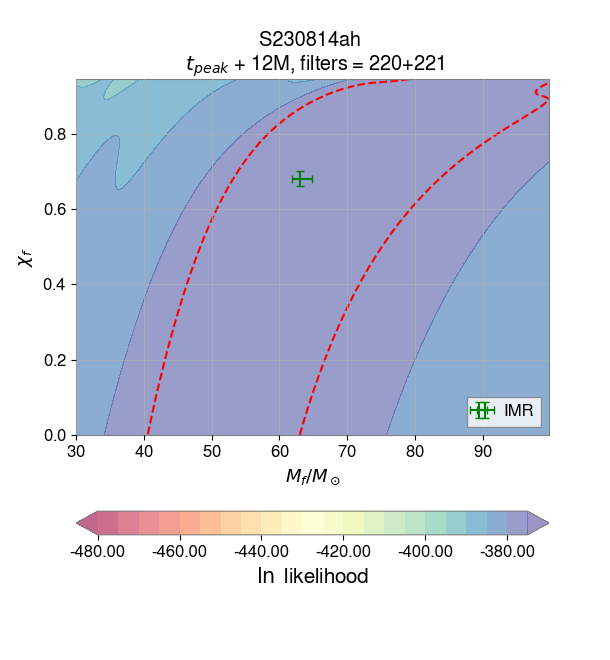 S230814ah
t_peak + 12M, filters = 220+221
0.8
0.6
0.4
0.2
0.0
χ_f
30 40 50 60 70 80 90
M_f/M_⊙
IMR
-480.00 -460.00 -440.00 -420.00 -400.00 -380.00
ln likelihood